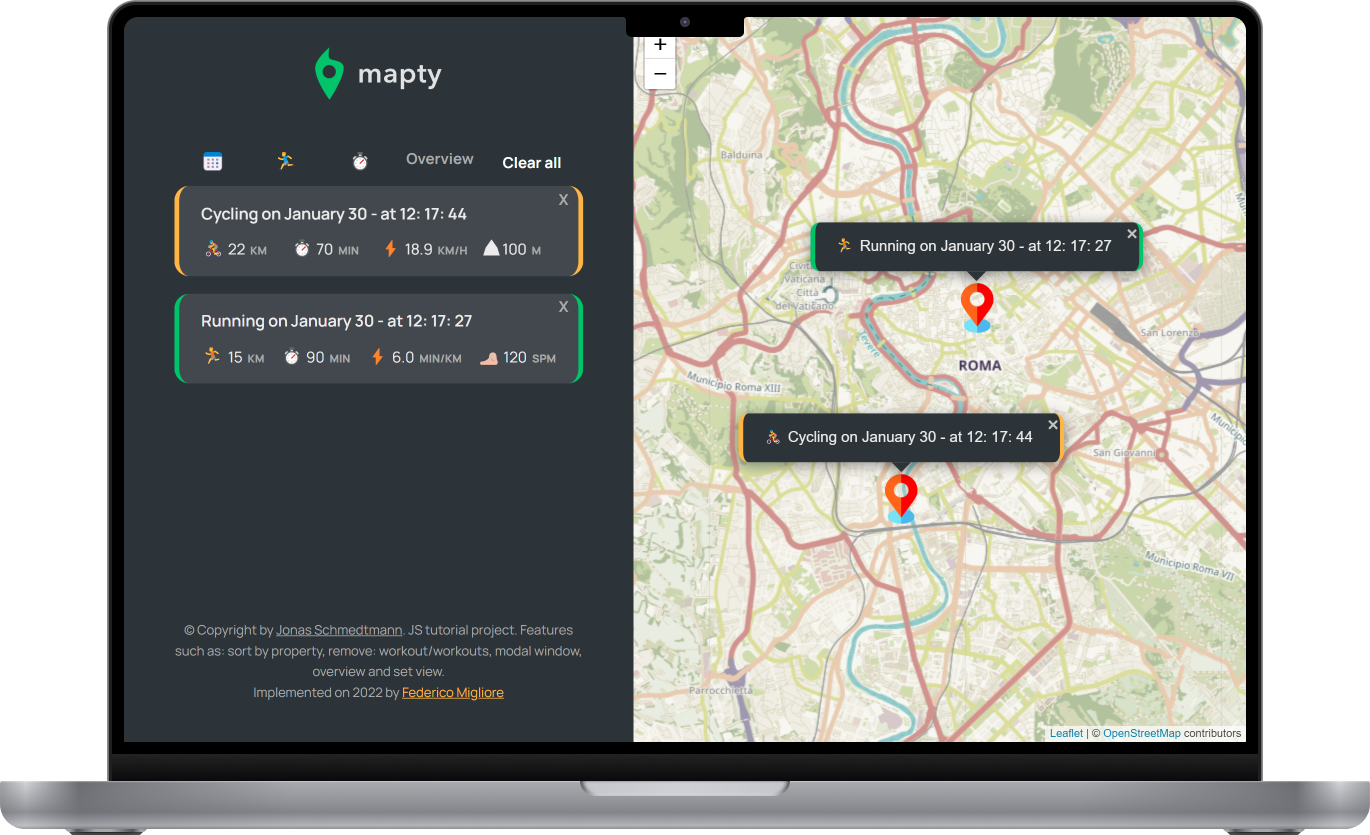 mapty
Overview
Clear all
Cycling on January 30 - at 12: 17: 44
X
22 KM
70 MIN
18.9 KM/H
100 M
Running on January 30 - at 12: 17: 27
X
15 KM
90 MIN
6.0 MIN/KM
120 SPM
© Copyright by Jonas Schmedtmann. JS tutorial project. Features
such as: sort by property, remove: workout/workouts, modal window,
overview and set view.
Implemented on 2022 by Federico Migliore
+
−
Balduina
Running on January 30 - at 12: 17: 27
×
Vaticana
Città
del Vaticano
Tevere
San Lorenzo
ROMA
Municipio Roma XIII
Cycling on January 30 - at 12: 17: 44
×
San Giovanni
Municipio Roma VII
Parrocchietta
Leaflet | © OpenStreetMap contributors